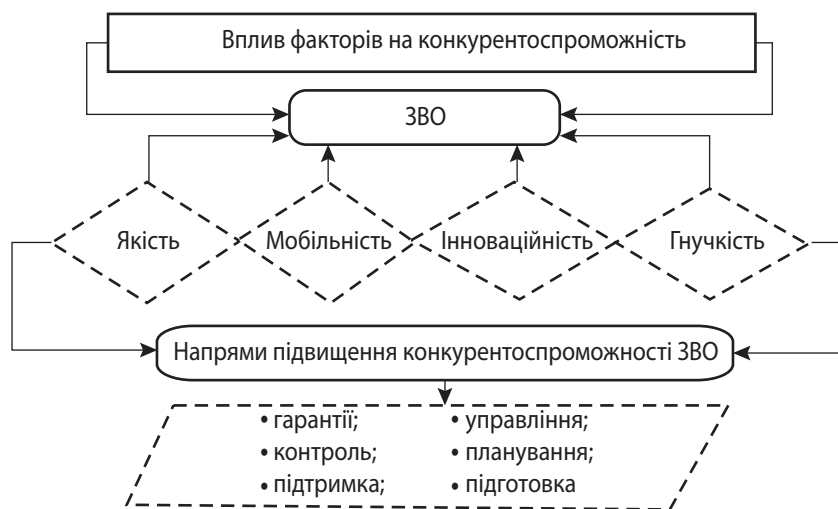 Вплив факторів на конкурентоспроможність
ЗВО
Якість
Мобільність
Інноваційність
Гнучкість
Напрями підвищення конкурентоспроможності ЗВО
• гарантії;
• контроль;
• підтримка;
• управління;
• планування;
• підготовка